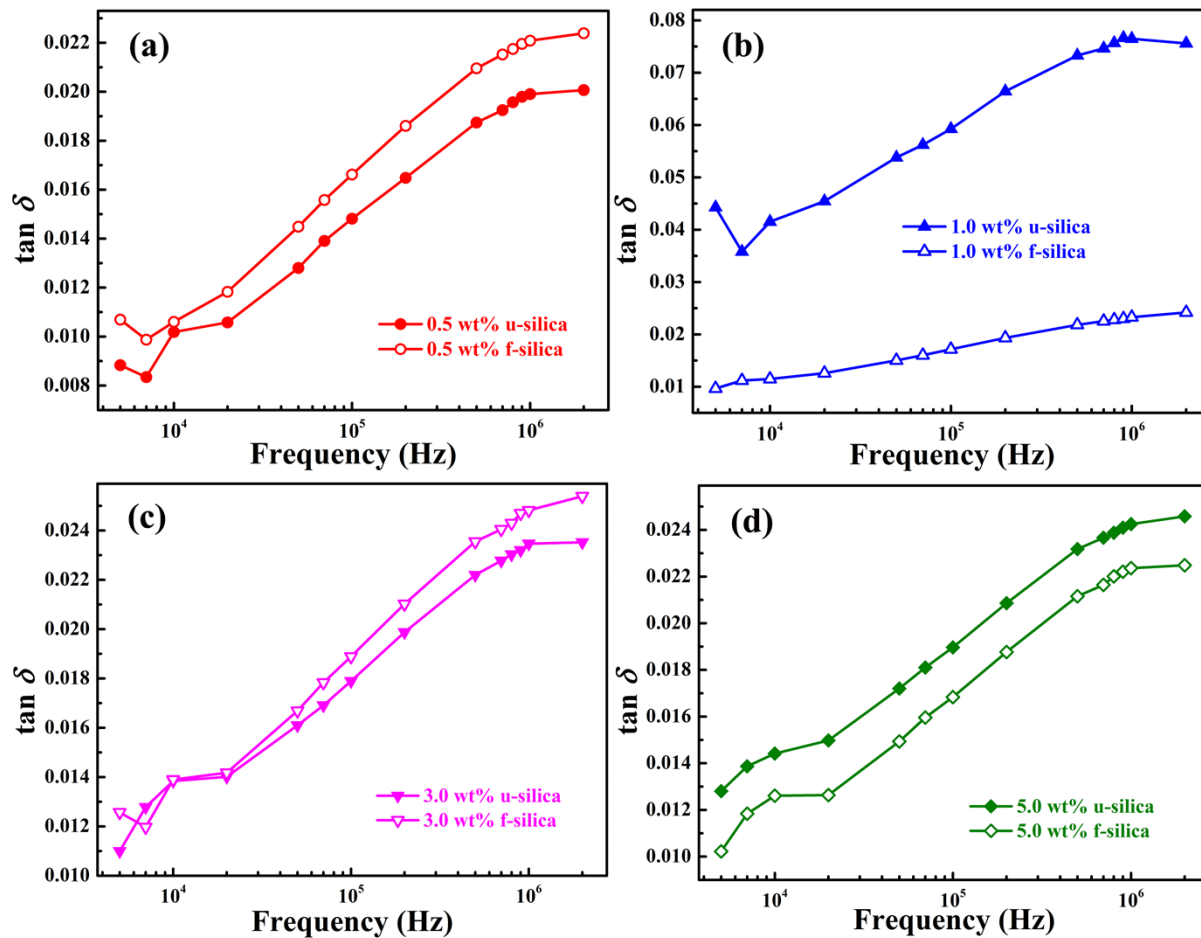 (a)
tan δ
0.022
0.020
0.018
0.016
0.014
0.012
0.010
0.008
0.5 wt% u-silica
0.5 wt% f-silica
10⁴
10⁵
10⁶
Frequency (Hz)
(b)
tan δ
0.08
0.07
0.06
0.05
0.04
0.03
0.02
0.01
1.0 wt% u-silica
1.0 wt% f-silica
10⁴
10⁵
10⁶
Frequency (Hz)
(c)
tan δ
0.024
0.022
0.020
0.018
0.016
0.014
0.012
0.010
3.0 wt% u-silica
3.0 wt% f-silica
10⁴
10⁵
10⁶
Frequency (Hz)
(d)
tan δ
0.024
0.022
0.020
0.018
0.016
0.014
0.012
0.010
5.0 wt% u-silica
5.0 wt% f-silica
10⁴
10⁵
10⁶
Frequency (Hz)